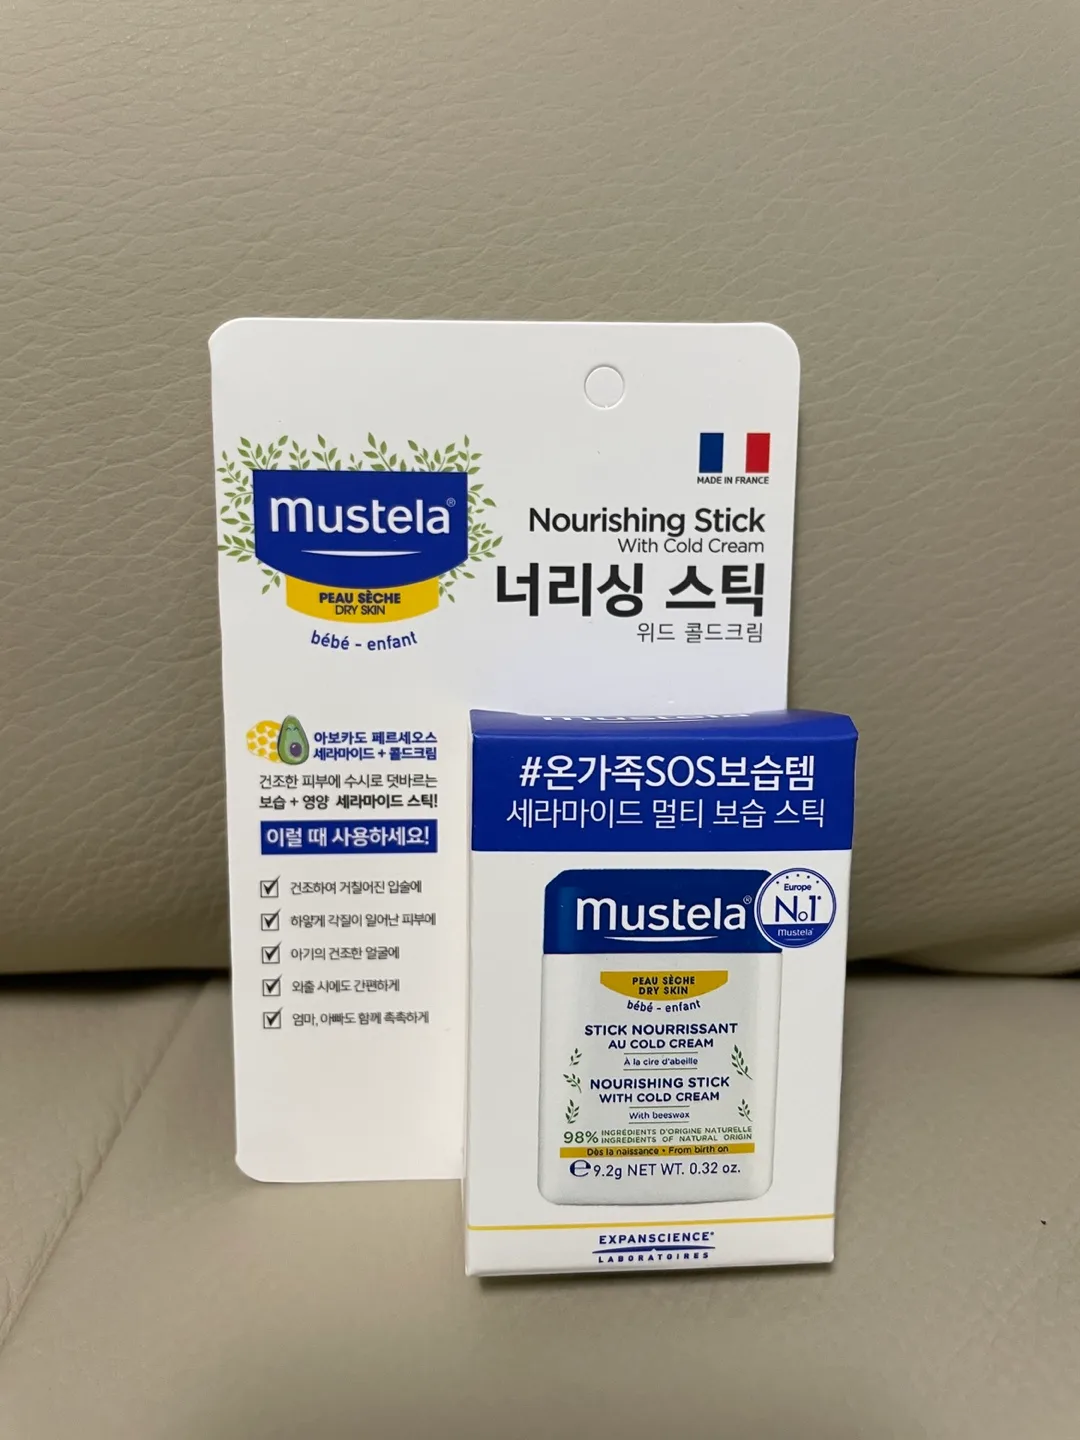 mustela®
PEAU SÈCHE
DRY SKIN
bébé - enfant
MADE IN FRANCE
Nourishing Stick
With Cold Cream
너리싱 스틱
위드 콜드크림
아보카도 페르세오스
세라마이드 + 콜드크림
건조한 피부에 수시로 덧바르는
보습 + 영양 세라마이드 스틱!
이럴 때 사용하세요!
건조하여 거칠어진 입술에
하얗게 각질이 일어난 피부에
아기의 건조한 얼굴에
외출 시에도 간편하게
엄마, 아빠도 함께 촉촉하게
#온가족SOS보습템
세라마이드 멀티 보습 스틱
mustela®
Europe
No1*
mustela®
PEAU SÈCHE
DRY SKIN
bébé - enfant
STICK NOURRISSANT
AU COLD CREAM
À la cire d'abeille
NOURISHING STICK
WITH COLD CREAM
With beeswax
98% INGRÉDIENTS D'ORIGINE NATURELLE
INGREDIENTS OF NATURAL ORIGIN
Dès la naissance • From birth on
℮ 9.2g NET WT. 0.32 oz.
EXPANSCIENCE®
LABORATOIRES